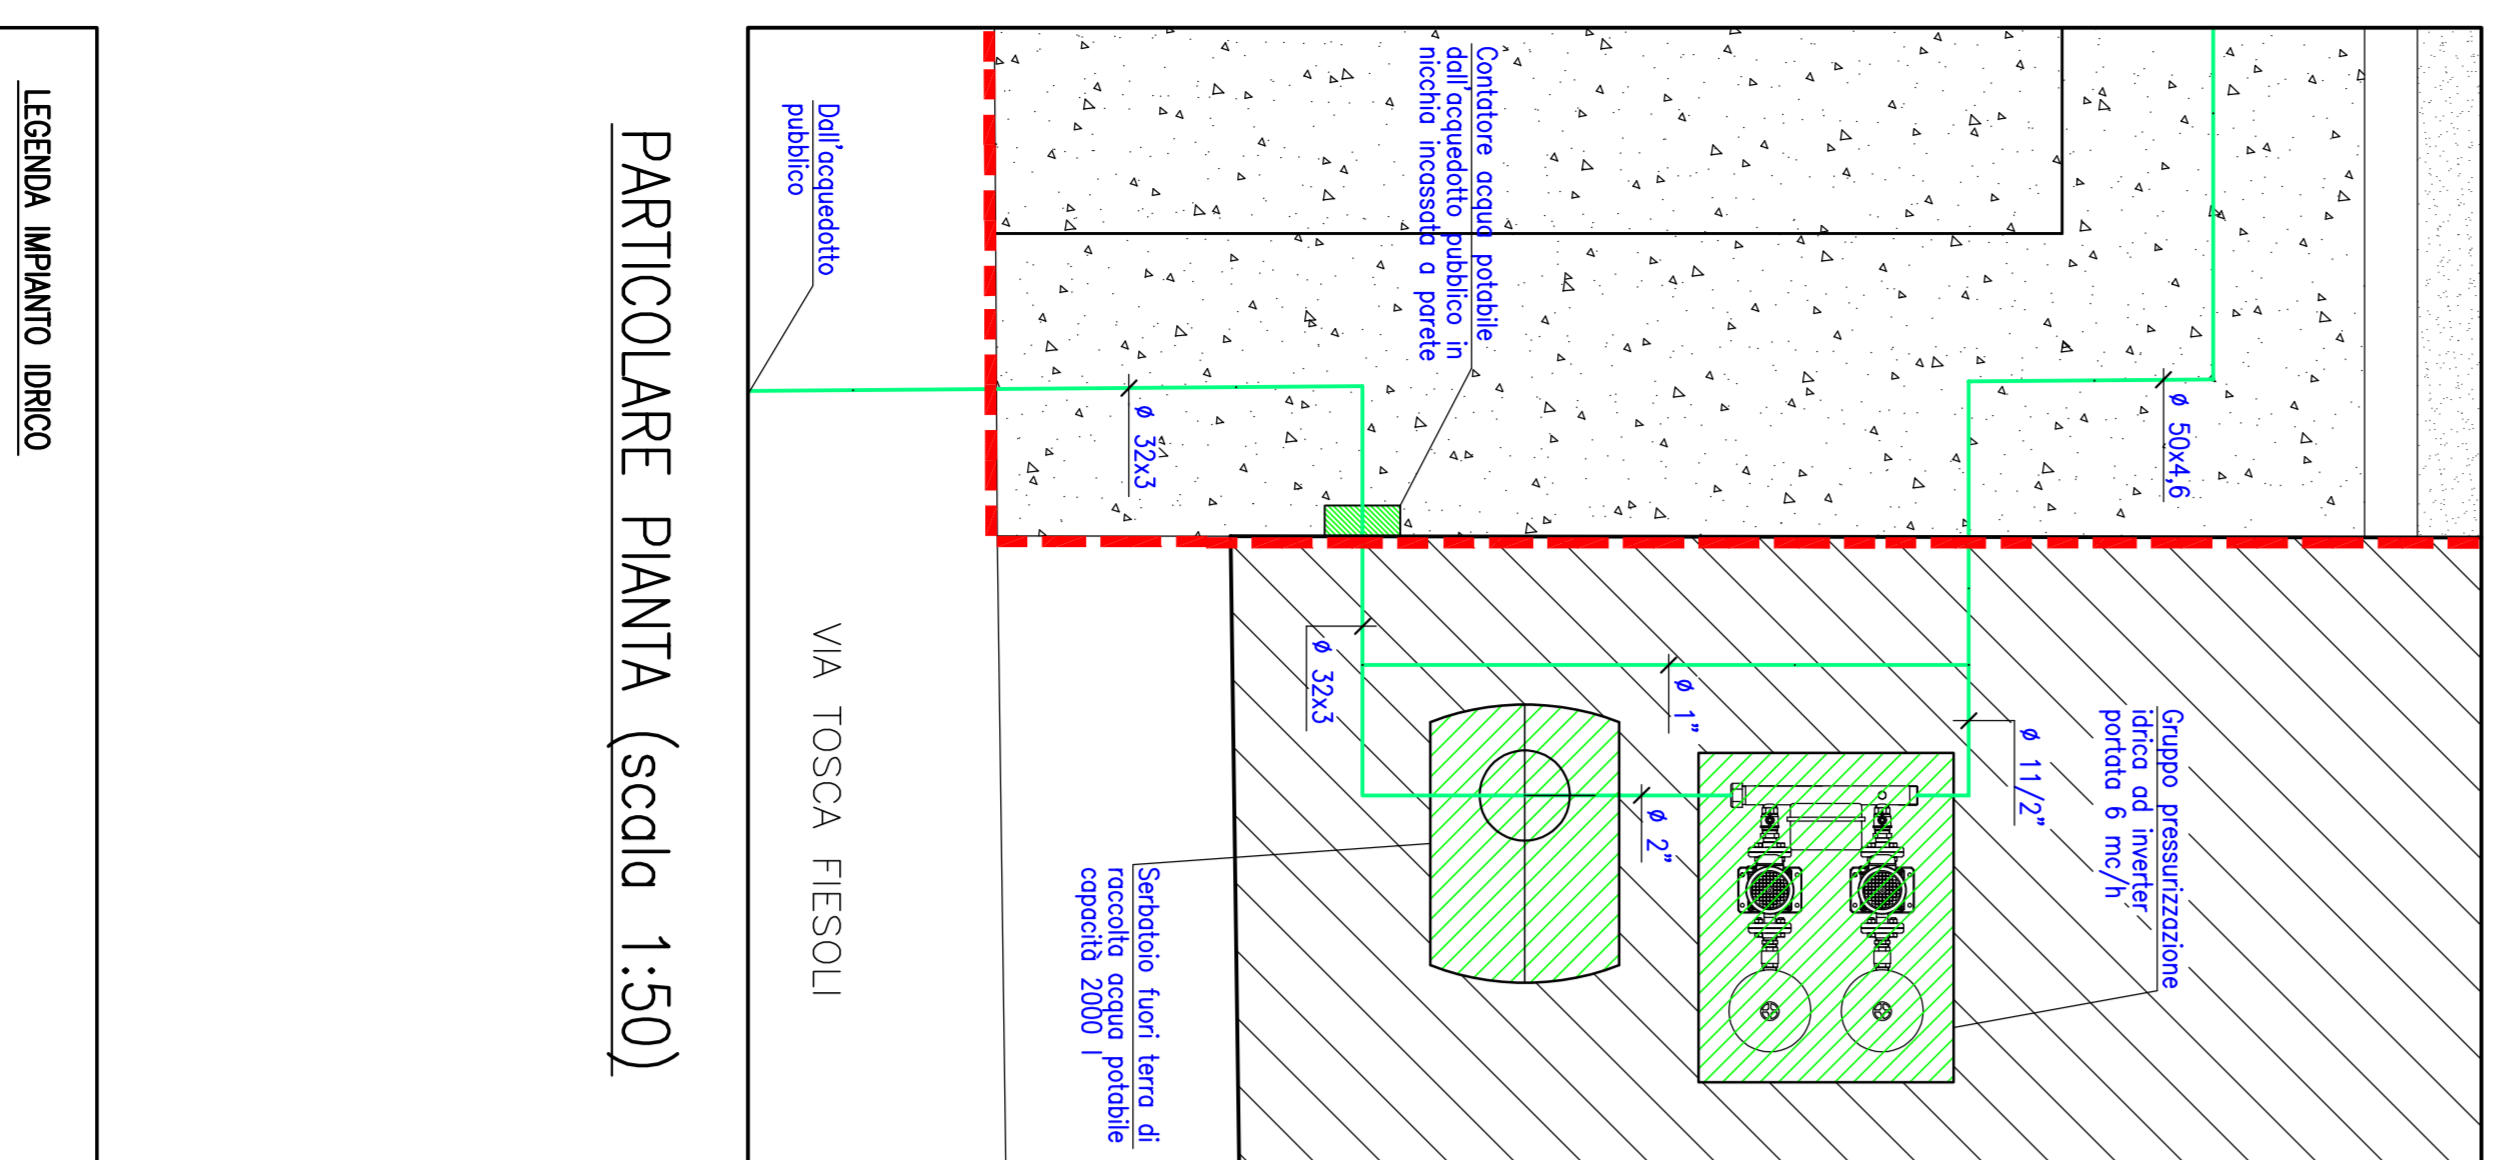 Gruppo pressurizzazione
idrica ad inverter
portata 6 mc/h
ø 50x4,6
ø 11/2"
ø 1"
ø 2"
Contatore acqua potabile
dall'acquedotto pubblico in
nicchia incassata a parete
ø 32x3
ø 32x3
Serbatoio fuori terra di
raccolta acqua potabile
capacità 2000 l
Dall'acquedotto
pubblico
VIA TOSCA FIESOLI
PARTICOLARE PIANTA (scala 1:50)
LEGENDA IMPIANTO IDRICO